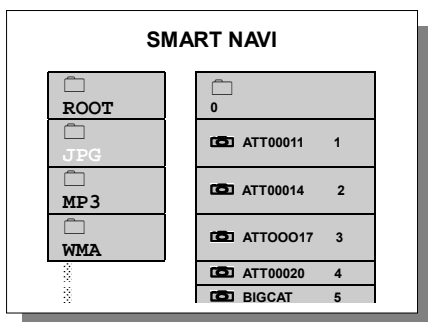 SMART NAVI
ROOT
JPG
MP3
WMA
0
ATT00011 1
ATT00014 2
ATTOOO17 3
ATT00020 4
BIGCAT 5